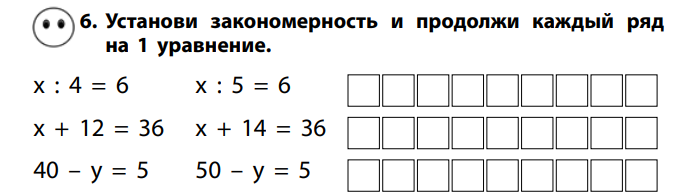 6. Установи закономерность и продолжи каждый ряд
на 1 уравнение.
x : 4 = 6 x : 5 = 6
x + 12 = 36 x + 14 = 36
40 – y = 5 50 – y = 5